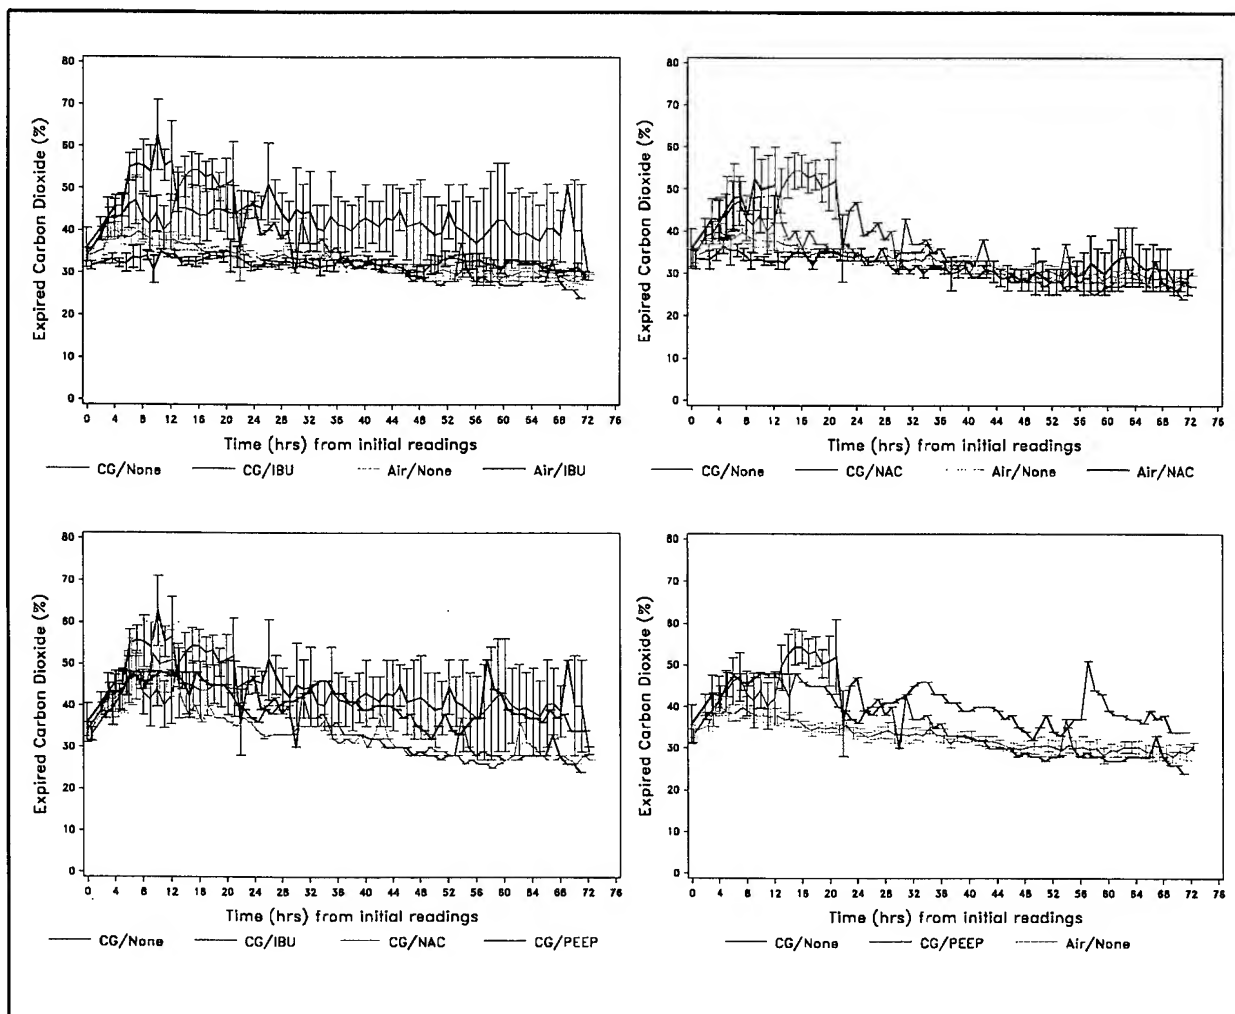 Expired Carbon Dioxide (%)
80
70
60
50
40
30
20
10
0
0 4 8 12 16 20 24 28 32 36 40 44 48 52 56 60 64 68 72 76
Time (hrs) from initial readings
CG/None CG/IBU Air/None Air/IBU
Expired Carbon Dioxide (%)
80
70
60
50
40
30
20
10
0
0 4 8 12 16 20 24 28 32 36 40 44 48 52 56 60 64 68 72 76
Time (hrs) from initial readings
CG/None CG/NAC Air/None Air/NAC
Expired Carbon Dioxide (%)
80
70
60
50
40
30
20
10
0
0 4 8 12 16 20 24 28 32 36 40 44 48 52 56 60 64 68 72 76
Time (hrs) from initial readings
CG/None CG/IBU CG/NAC CG/PEEP
Expired Carbon Dioxide (%)
80
70
60
50
40
30
20
10
0
0 4 8 12 16 20 24 28 32 36 40 44 48 52 56 60 64 68 72 76
Time (hrs) from initial readings
CG/None CG/PEEP Air/None